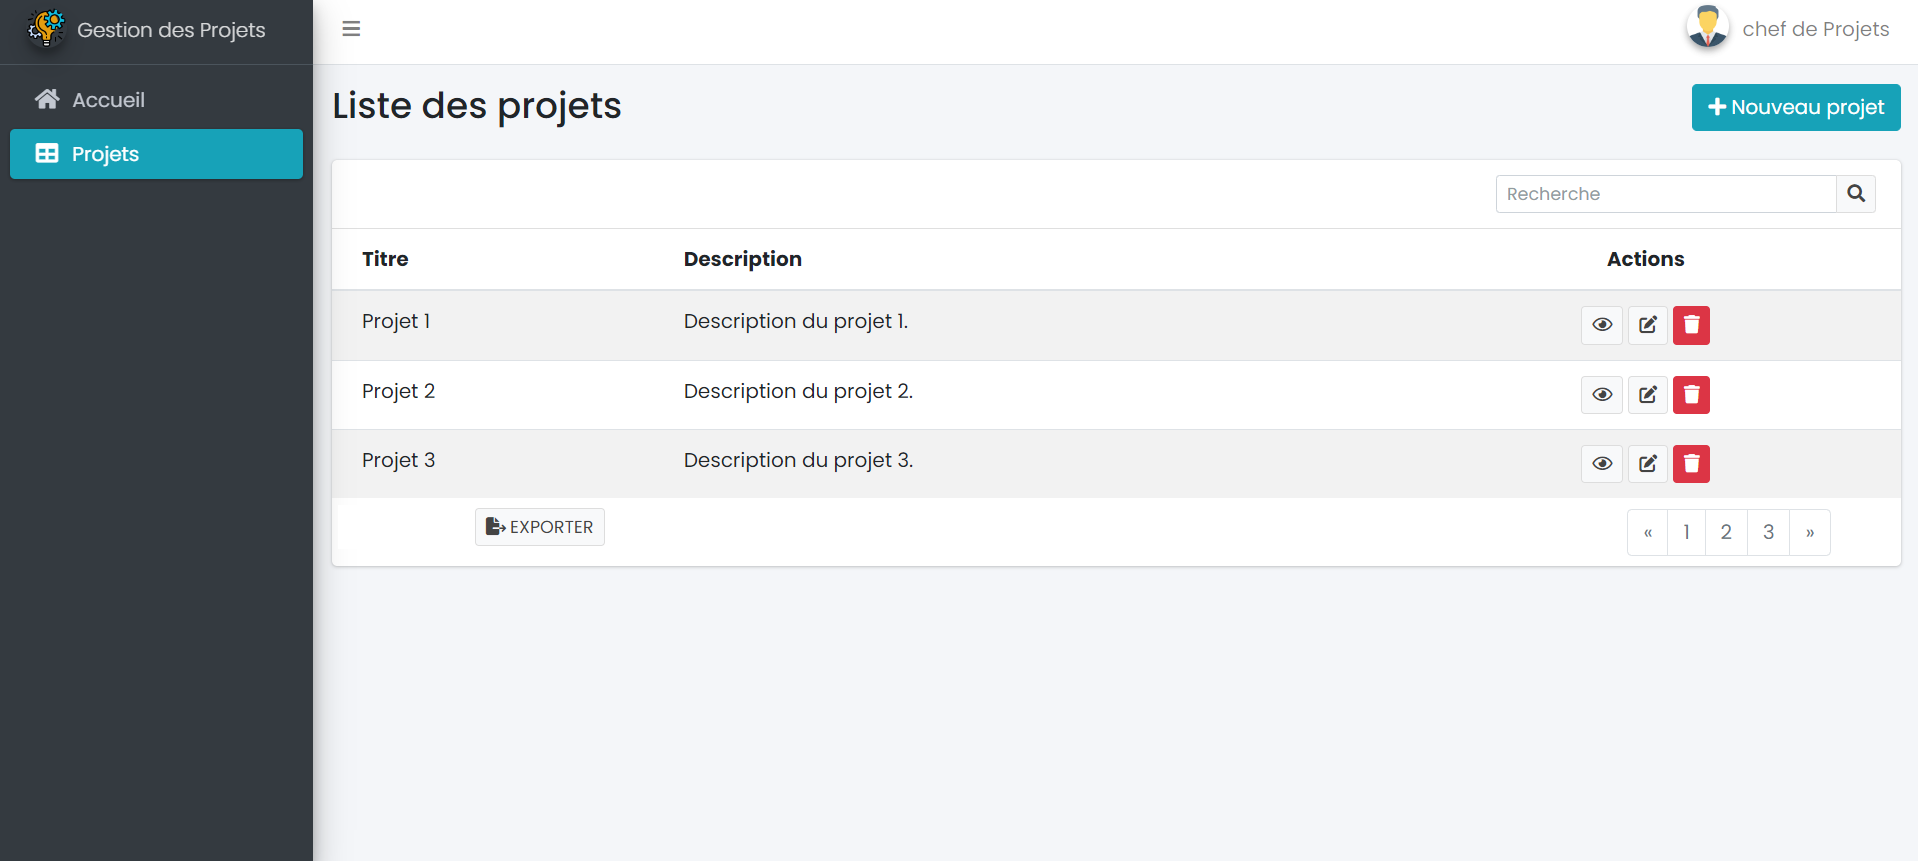 Gestion des Projets
chef de Projets
Accueil
Projets
Liste des projets
Nouveau projet
Recherche
Titre Description Actions
Projet 1 Description du projet 1.
Projet 2 Description du projet 2.
Projet 3 Description du projet 3.
EXPORTER
« 1 2 3 »